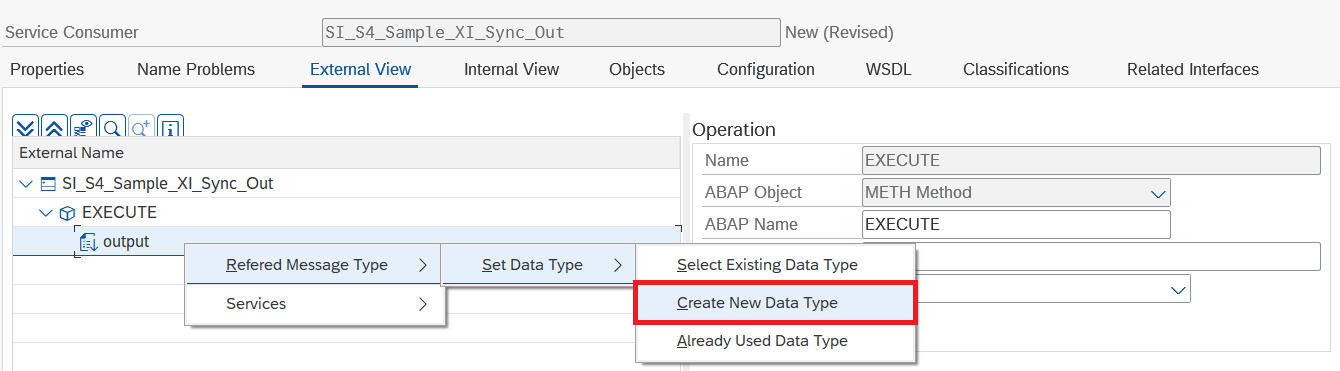 Service Consumer SI_S4_Sample_XI_Sync_Out New (Revised)
Properties Name Problems External View Internal View Objects Configuration WSDL Classifications Related Interfaces
External Name
SI_S4_Sample_XI_Sync_Out
EXECUTE
output
Refered Message Type
Services
Set Data Type
Select Existing Data Type
Create New Data Type
Already Used Data Type
Operation
Name EXECUTE
ABAP Object METH Method
ABAP Name EXECUTE